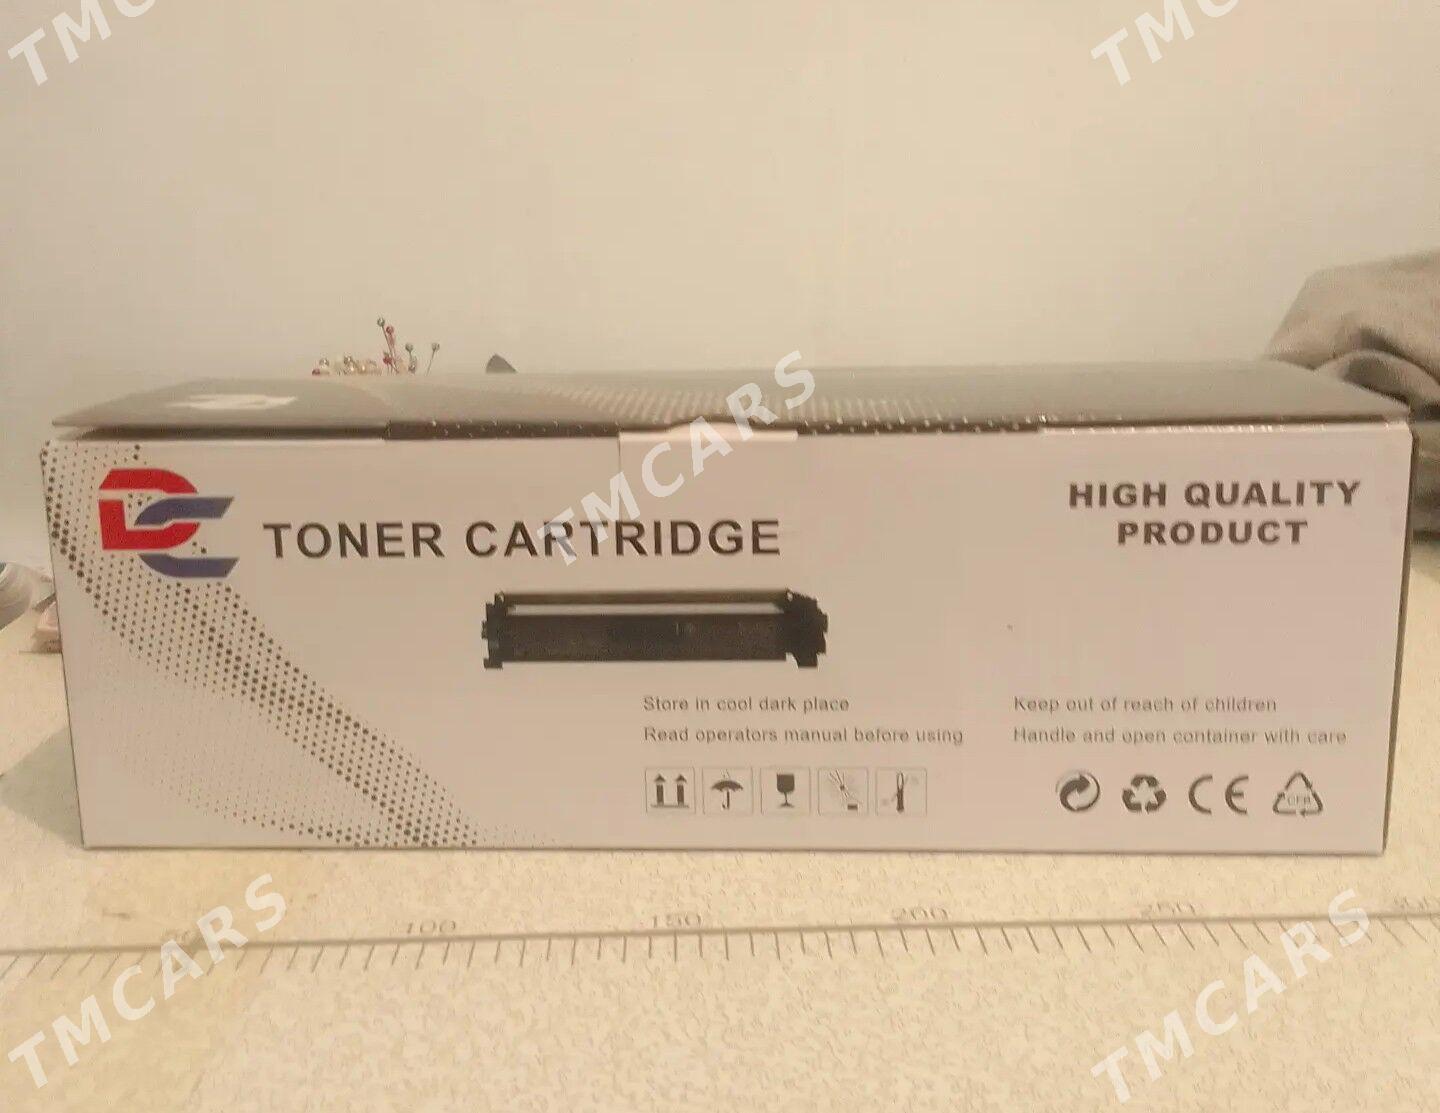 TMCARS
TMCARS
DC
TONER CARTRIDGE
HIGH QUALITY
PRODUCT
TMCARS
Store in cool dark place
Read operators manual before using
Keep out of reach of children
Handle and open container with care
CE
50 100 150 200 250 300
TMCARS
TMCARS